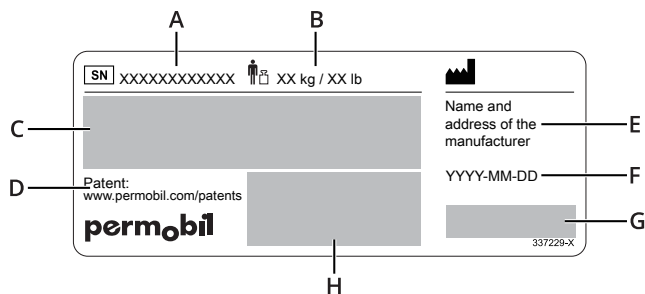 A
B
SN XXXXXXXXXXXX
XX kg / XX lb
C
Name and
address of the
manufacturer
E
D
Patent:
www.permobil.com/patents
YYYY-MM-DD
F
permobil
G
337229-X
H